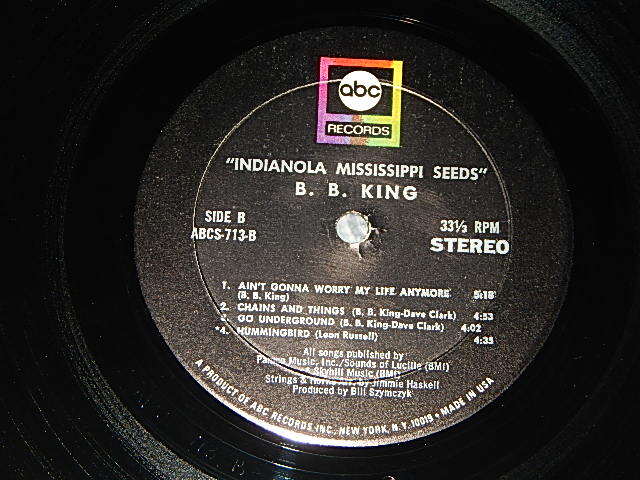 abc
RECORDS
"INDIANOLA MISSISSIPPI SEEDS"
B. B. KING
SIDE B
ABCS-713-B
33⅓ RPM
STEREO
1. AIN'T GONNA WORRY MY LIFE ANYMORE 5:18
(B. B. King)
2. CHAINS AND THINGS (B. B. King-Dave Clark) 4:53
3. GO UNDERGROUND (B. B. King-Dave Clark) 4:02
*4. HUMMINGBIRD (Leon Russell) 4:35
All songs published by
Pamco Music, Inc./Sounds of Lucille (BMI)
& Skyhill Music (BMI)
Strings & Horns Jimmie Haskell
Produced by Bill Szymczyk
A PRODUCT OF ABC RECORDS INC., NEW YORK, N.Y. 10019 • MADE IN USA